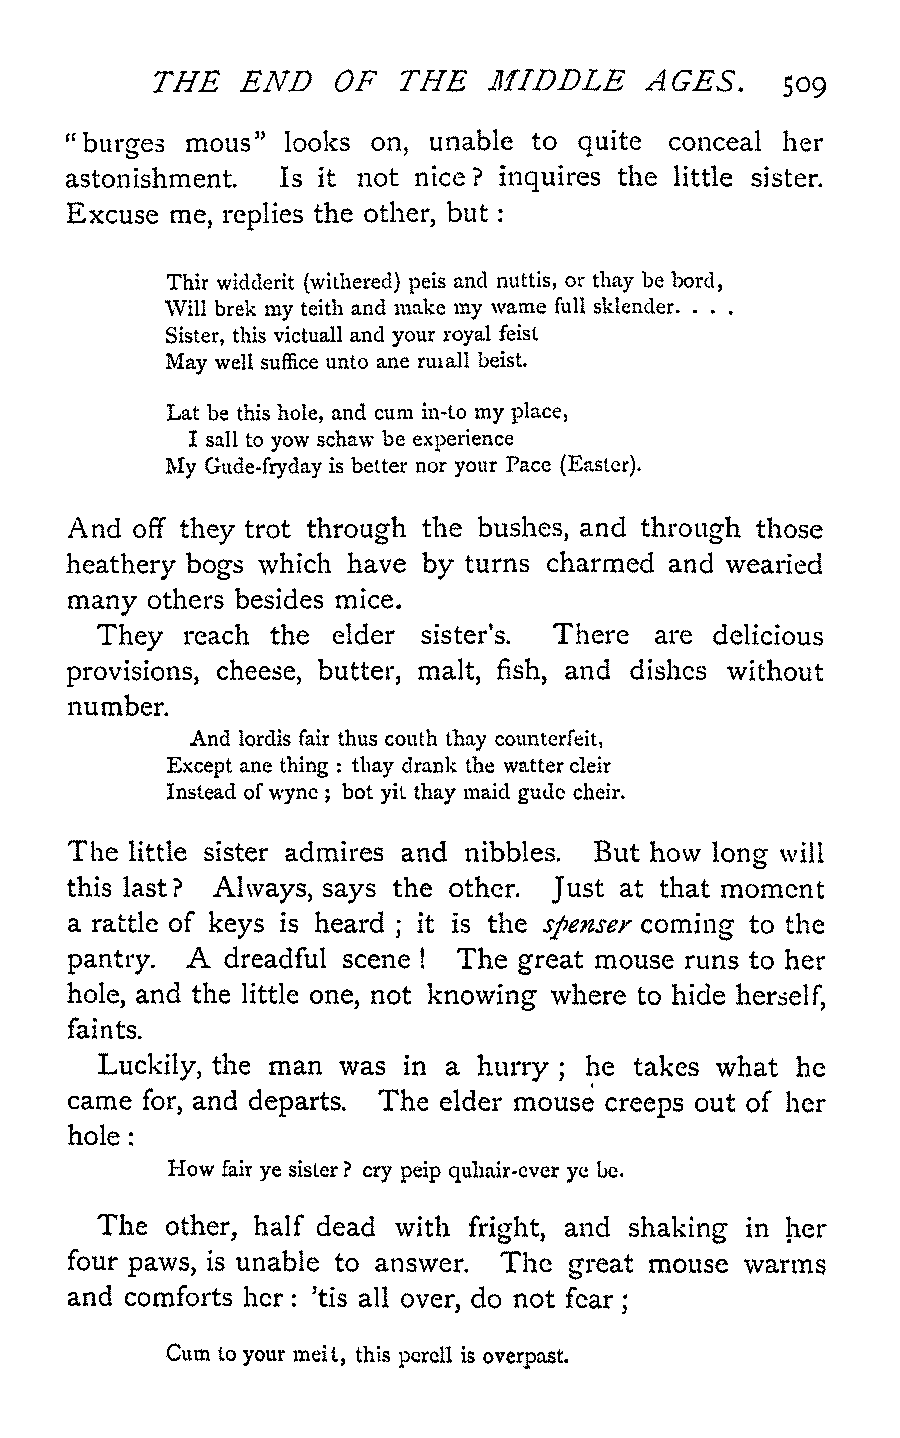 THE END OF THE MIDDLE AGES. 509
"burges mous" looks on, unable to quite conceal her
astonishment. Is it not nice? inquires the little sister.
Excuse me, replies the other, but :
Thir widderit (withered) peis and nuttis, or thay be bord,
Will brek my teith and make my wame full sklender. . . .
Sister, this victuall and your royal feist
May well suffice unto ane rurall beist.
Lat be this hole, and cum in-to my place,
I sall to yow schaw be experience
My Gude-fryday is better nor your Pace (Easter).
And off they trot through the bushes, and through those
heathery bogs which have by turns charmed and wearied
many others besides mice.
They reach the elder sister's. There are delicious
provisions, cheese, butter, malt, fish, and dishes without
number.
And lordis fair thus couth thay counterfeit,
Except ane thing : thay drank the watter cleir
Instead of wyne ; bot yit thay maid gude cheir.
The little sister admires and nibbles. But how long will
this last? Always, says the other. Just at that moment
a rattle of keys is heard ; it is the spenser coming to the
pantry. A dreadful scene ! The great mouse runs to her
hole, and the little one, not knowing where to hide herself,
faints.
Luckily, the man was in a hurry ; he takes what he
came for, and departs. The elder mouse creeps out of her
hole :
How fair ye sister? cry peip quhair-ever ye be.
The other, half dead with fright, and shaking in her
four paws, is unable to answer. The great mouse warms
and comforts her : 'tis all over, do not fear ;
Cum to your meit, this perell is overpast.